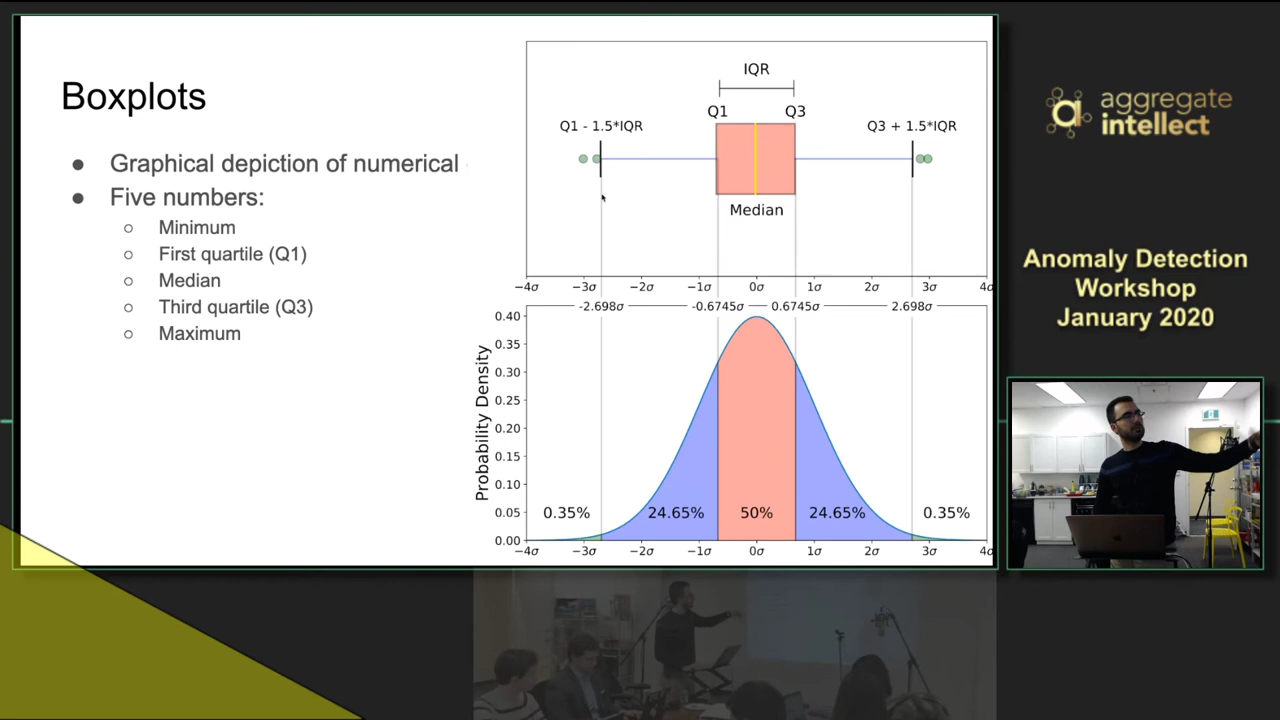 Boxplots
● Graphical depiction of numerical
● Five numbers:
○ Minimum
○ First quartile (Q1)
○ Median
○ Third quartile (Q3)
○ Maximum
IQR
Q1 Q3
Q1 - 1.5*IQR Q3 + 1.5*IQR
Median
−4σ −3σ −2σ −1σ 0σ 1σ 2σ 3σ 4σ
-2.698σ -0.6745σ 0.6745σ 2.698σ
Probability Density
0.40
0.35
0.30
0.25
0.20
0.15
0.10
0.05
0.00
0.35% 24.65% 50% 24.65% 0.35%
−4σ −3σ −2σ −1σ 0σ 1σ 2σ 3σ 4σ
aggregate
intellect
Anomaly Detection
Workshop
January 2020